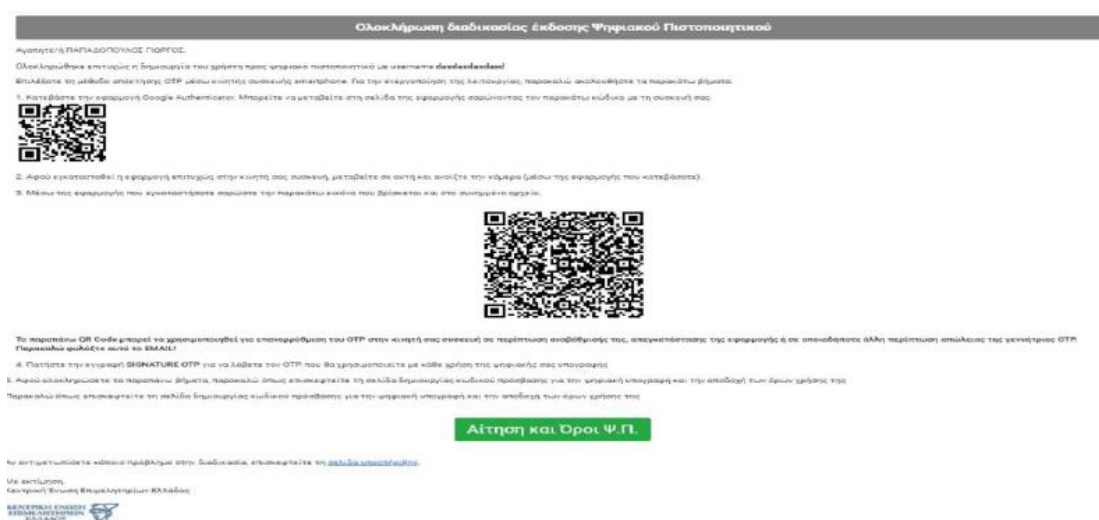 Ολοκλήρωση διαδικασίας έκδοσης Ψηφιακού Πιστοποιητικού
Αγαπητέ/ή ΠΑΠΑΔΟΠΟΥΛΟΣ ΓΙΩΡΓΟΣ,
Ολοκληρώθηκε επιτυχώς η δημιουργία του χρήστη προς ψηφιακό πιστοποιητικό με username
Επιλέξατε τη μέθοδο απόκτησης OTP μέσω κινητής συσκευής smartphone. Για την ενεργοποίηση της λειτουργίας, παρακαλώ ακολουθήστε τα παρακάτω βήματα.
1. Κατεβάστε την εφαρμογή Google Authenticator. Μπορείτε να μεταβείτε στη σελίδα της εφαρμογής σαρώνοντας τον παρακάτω κώδικα με τη συσκευή σας
2. Αφού εγκατασταθεί η εφαρμογή επιτυχώς στην κινητή σας συσκευή, μεταβείτε σε αυτή και ανοίξτε την κάμερα (μέσω της εφαρμογής που κατεβάσατε).
3. Μέσω της εφαρμογής που εγκαταστήσατε σαρώστε την παρακάτω εικόνα που βρίσκεται και στο συνημμένο αρχείο.
Το παραπάνω QR Code μπορεί να χρησιμοποιηθεί για επαναρρύθμιση του OTP στην κινητή σας συσκευή σε περίπτωση αναβάθμισής της, απεγκατάστασης της εφαρμογής ή σε οποιαδήποτε άλλη περίπτωση απώλειας της γεννήτριας OTP.
Παρακαλώ φυλάξτε αυτό το EMAIL!
4. Πατήστε την εγγραφή SIGNATURE OTP για να λάβετε τον OTP που θα χρησιμοποιείτε με κάθε χρήση της ψηφιακής σας υπογραφής
5. Αφού ολοκληρώσετε τα παραπάνω βήματα, παρακαλώ όπως επισκεφτείτε τη σελίδα δημιουργίας κωδικού πρόσβασης για την ψηφιακή υπογραφή και την αποδοχή των όρων χρήσης της
Παρακαλώ όπως επισκεφτείτε τη σελίδα δημιουργίας κωδικού πρόσβασης για την ψηφιακή υπογραφή και την αποδοχή των όρων χρήσης της
Αίτηση και Όροι Ψ.Π.
Αν αντιμετωπίσετε κάποιο πρόβλημα στην διαδικασία, επισκεφτείτε τη σελίδα υποστήριξης.
Με εκτίμηση,
Κεντρική Ένωση Επιμελητηρίων Ελλάδος
ΚΕΝΤΡΙΚΗ ΕΝΩΣΗ
ΕΠΙΜΕΛΗΤΗΡΙΩΝ
ΕΛΛΑΔΟΣ